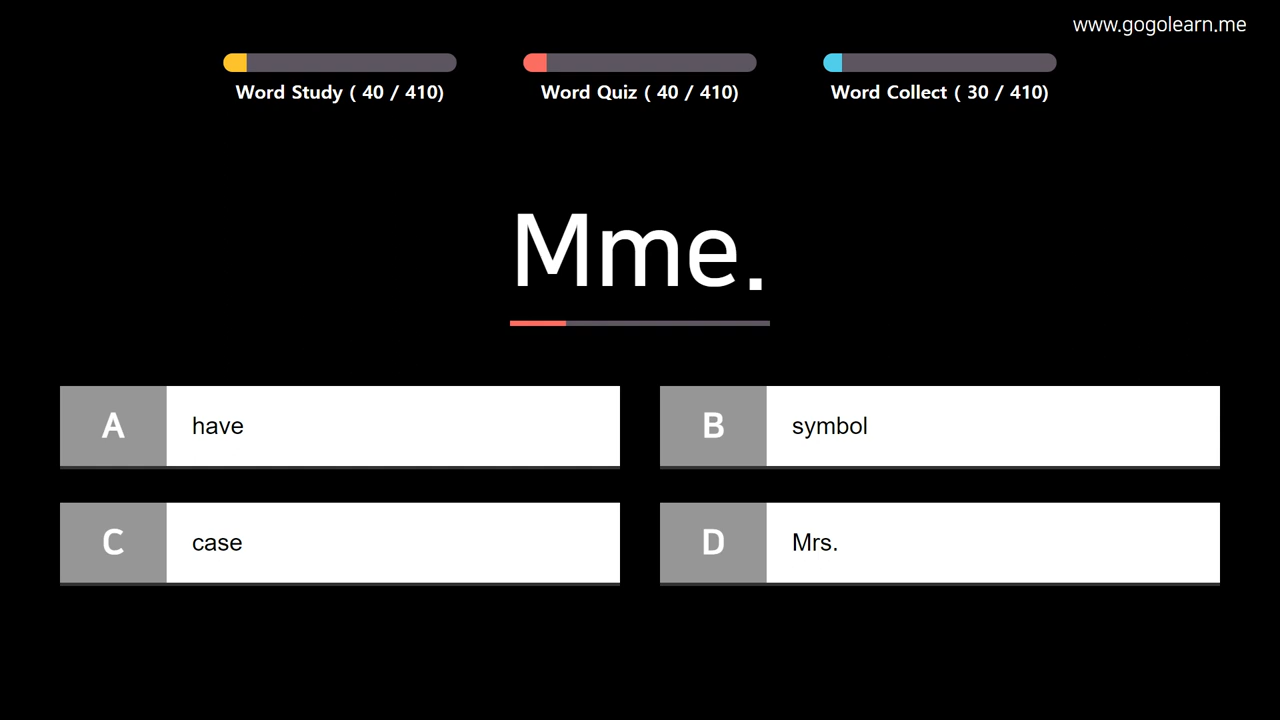 www.gogolearn.me
Word Study ( 40 / 410)
Word Quiz ( 40 / 410)
Word Collect ( 30 / 410)
Mme.
A have
B symbol
C case
D Mrs.